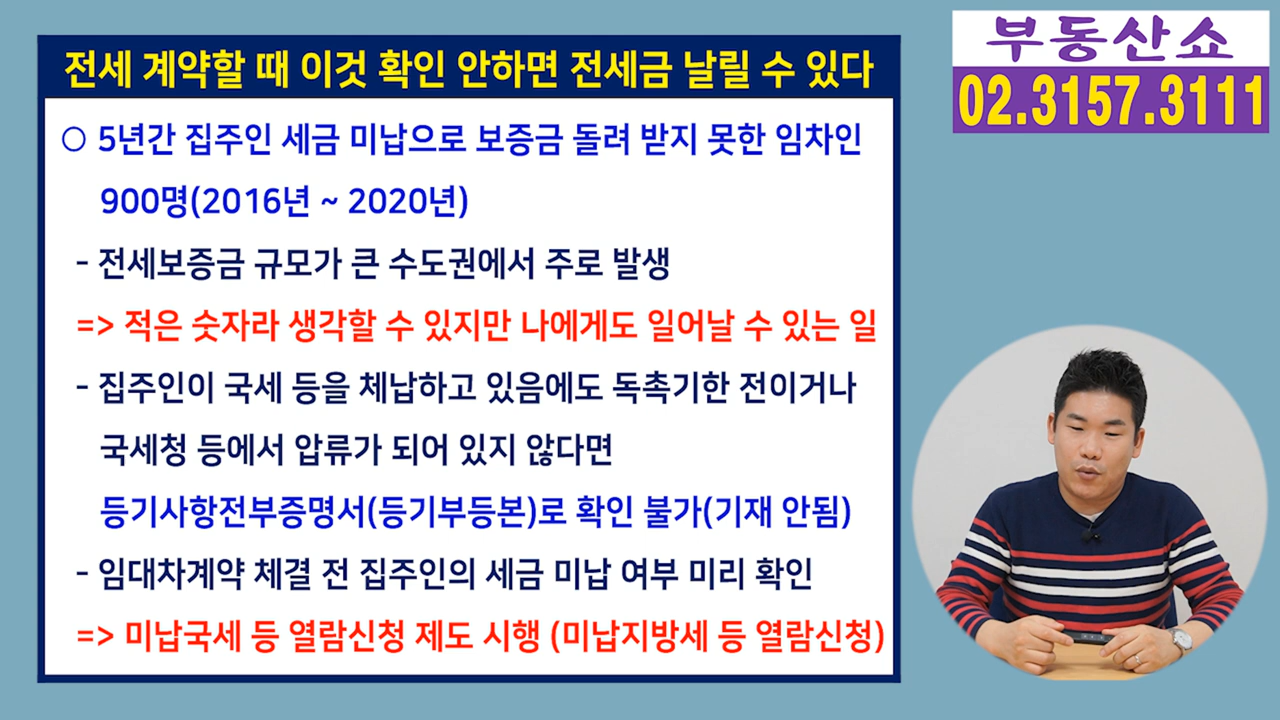 전세 계약할 때 이것 확인 안하면 전세금 날릴 수 있다
○ 5년간 집주인 세금 미납으로 보증금 돌려 받지 못한 임차인
900명(2016년 ~ 2020년)
- 전세보증금 규모가 큰 수도권에서 주로 발생
=> 적은 숫자라 생각할 수 있지만 나에게도 일어날 수 있는 일
- 집주인이 국세 등을 체납하고 있음에도 독촉기한 전이거나
국세청 등에서 압류가 되어 있지 않다면
등기사항전부증명서(등기부등본)로 확인 불가(기재 안됨)
- 임대차계약 체결 전 집주인의 세금 미납 여부 미리 확인
=> 미납국세 등 열람신청 제도 시행 (미납지방세 등 열람신청)
부동산쇼
02.3157.3111